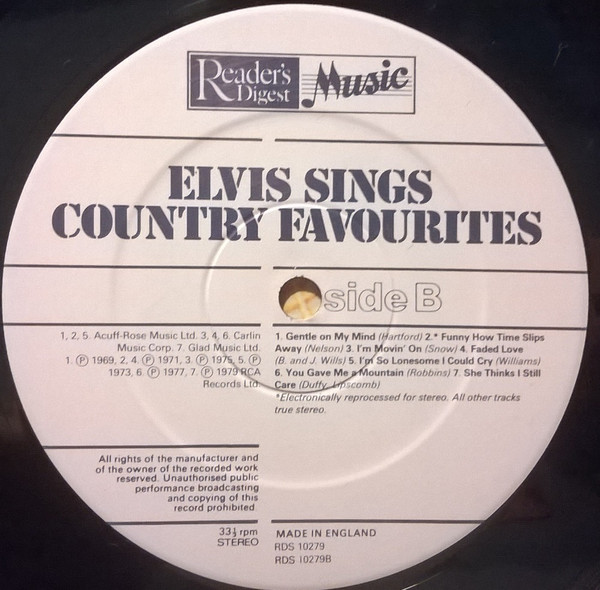 Reader's
Digest
Music
ELVIS SINGS
COUNTRY FAVOURITES
side B
1, 2, 5. Acuff-Rose Music Ltd. 3, 4, 6. Carlin
Music Corp. 7. Glad Music Ltd.
1. Ⓟ 1969, 2, 4. Ⓟ 1971, 3. Ⓟ 1975, 5. Ⓟ
1973, 6. Ⓟ 1977, 7. Ⓟ 1979 RCA
Records Ltd.
1. Gentle on My Mind (Hartford) 2.* Funny How Time Slips
Away (Nelson) 3. I'm Movin' On (Snow) 4. Faded Love
(B. and J. Wills) 5. I'm So Lonesome I Could Cry (Williams)
6. You Gave Me a Mountain (Robbins) 7. She Thinks I Still
Care (Duffy, Lipscomb)
*Electronically reprocessed for stereo. All other tracks
true stereo.
All rights of the manufacturer and
of the owner of the recorded work
reserved. Unauthorised public
performance broadcasting
and copying of this
record prohibited.
33⅓ rpm
STEREO
MADE IN ENGLAND
RDS 10279
RDS 10279B